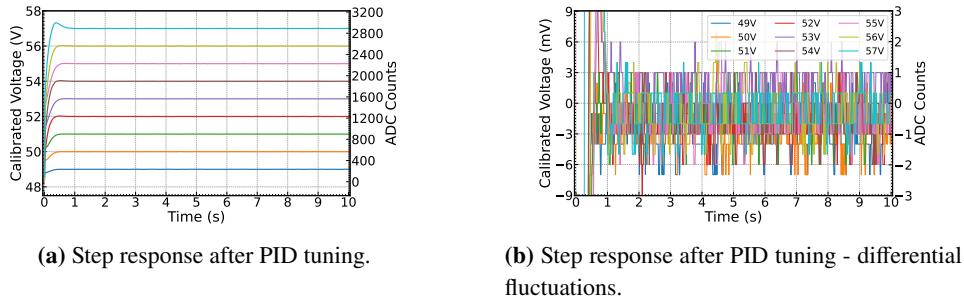 58
56
54
52
50
48
Calibrated Voltage (V)
3200
2800
2400
2000
1600
1200
800
400
0
ADC Counts
0 1 2 3 4 5 6 7 8 9 10
Time (s)
(a) Step response after PID tuning.
9
6
3
0
−3
−6
−9
Calibrated Voltage (mV)
49V 52V 55V
50V 53V 56V
51V 54V 57V
3
2
1
0
−1
−2
−3
ADC Counts
0 1 2 3 4 5 6 7 8 9 10
Time (s)
(b) Step response after PID tuning - differential
fluctuations.